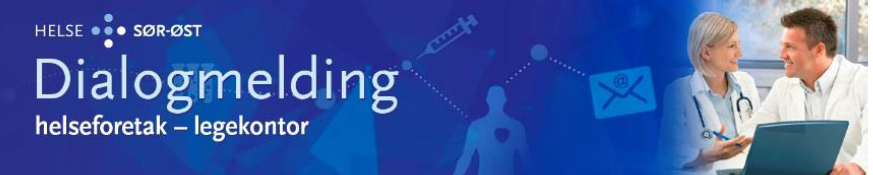 HELSE SØR-ØST
Dialogmelding
helseforetak – legekontor
@